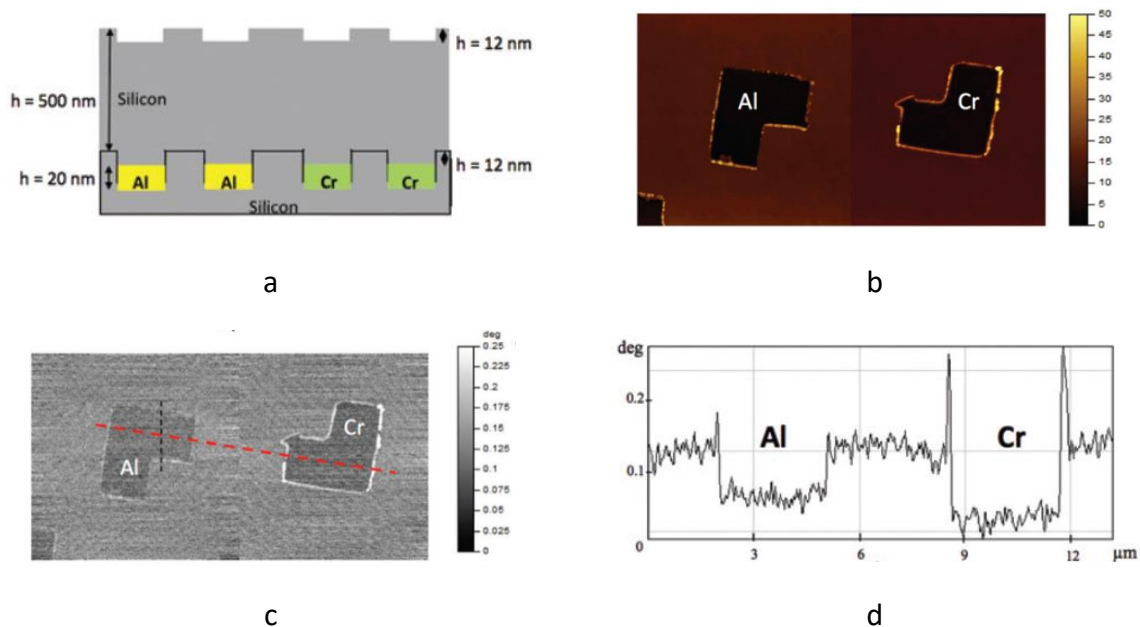 h = 12 nm
h = 500 nm
Silicon
h = 12 nm
h = 20 nm
Al
Al
Cr
Cr
Silicon
a
Al
Cr
50
45
40
35
30
25
20
15
10
5
0
b
deg
0.25
0.225
0.2
0.175
0.15
0.125
0.1
0.075
0.05
0.025
0
Al
Cr
c
deg
0.2
0.1
0
Al
Cr
3
6
9
12
µm
d